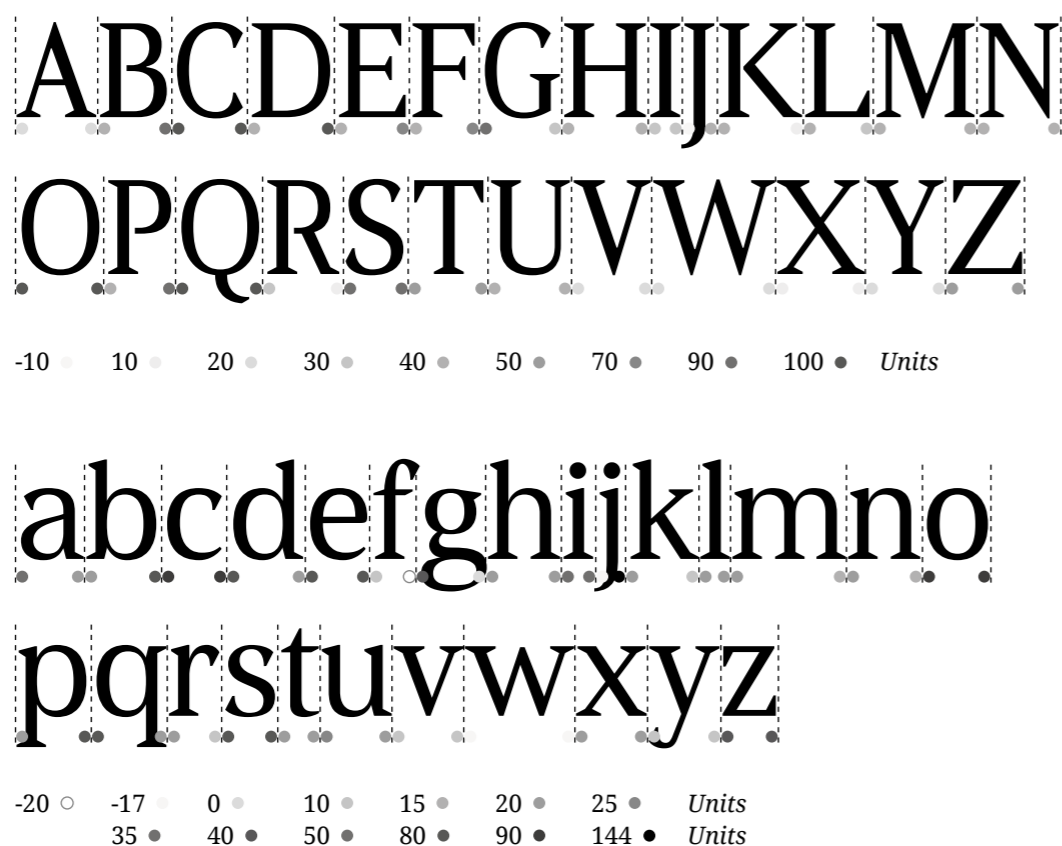 ABCDEFGHIJKLMN
OPQRSTUVWXYZ
-10 10 20 30 40 50 70 90 100 Units
abcdefghijklmno
pqrstuvwxyz
-20 -17 0 10 15 20 25 Units
35 40 50 80 90 144 Units